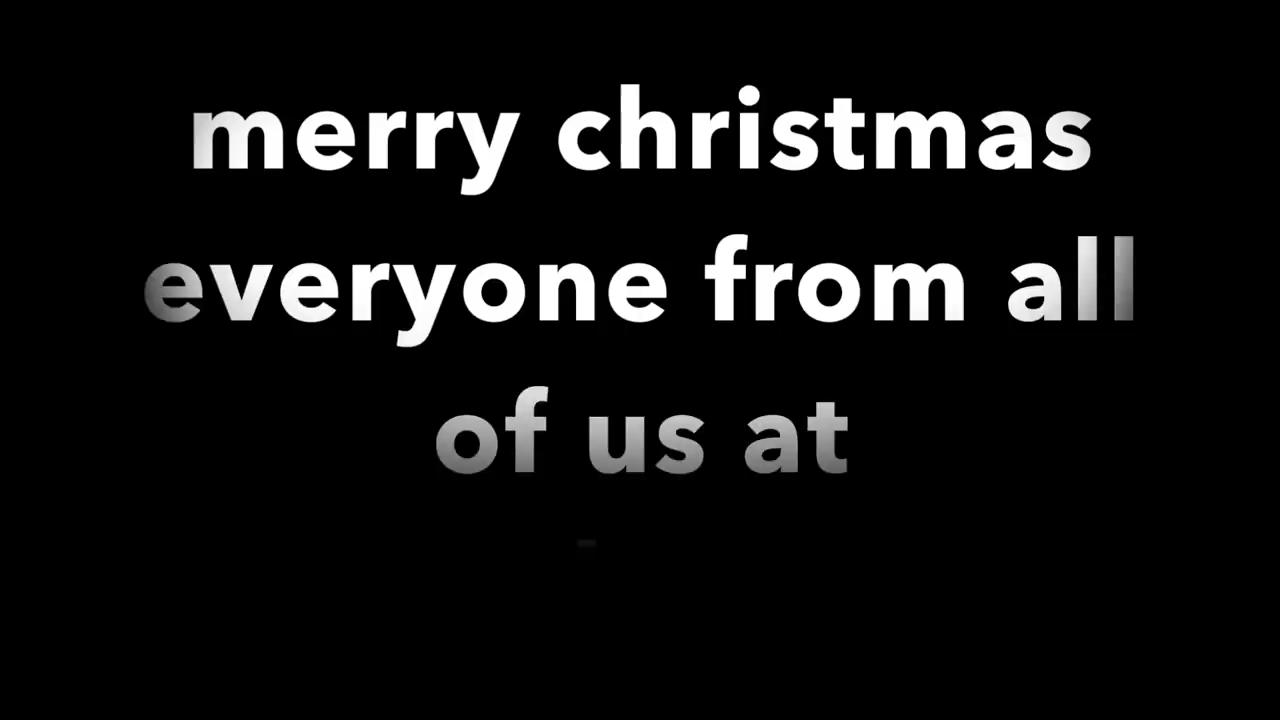 merry christmas
everyone from all
of us at